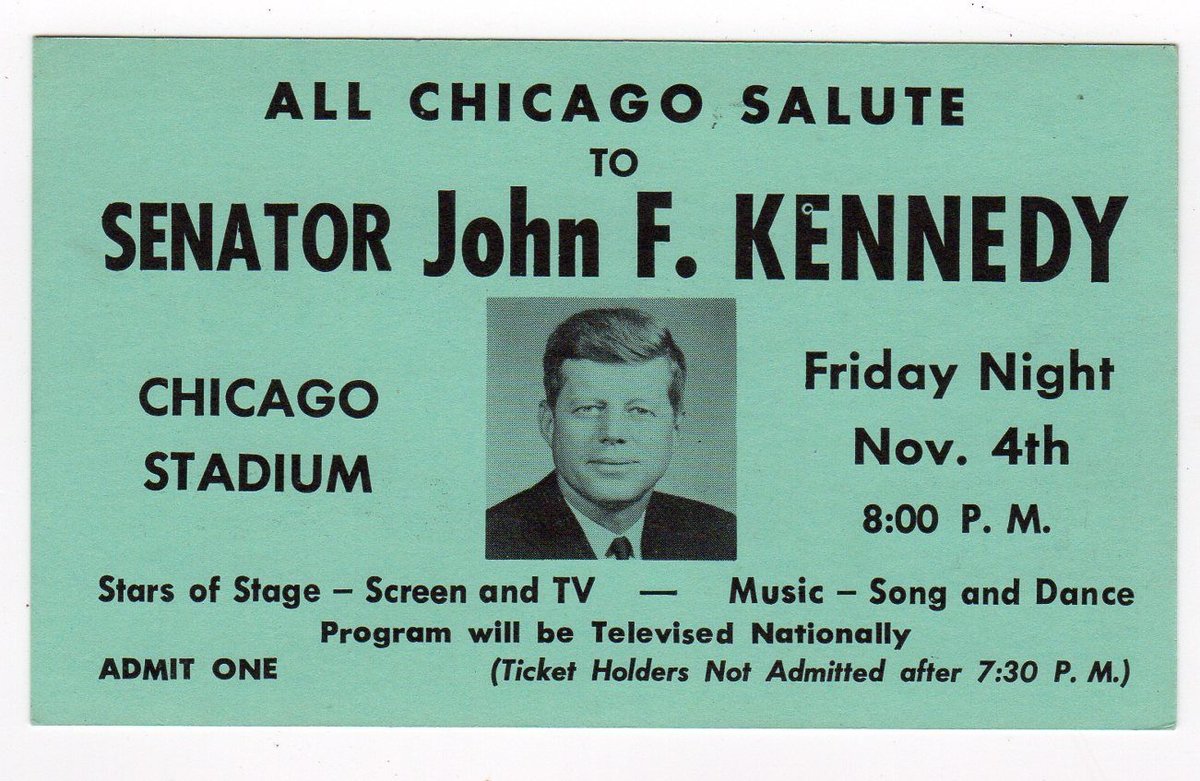 ALL CHICAGO SALUTE
TO
SENATOR John F. KENNEDY
CHICAGO
STADIUM
Friday Night
Nov. 4th
8:00 P. M.
Stars of Stage – Screen and TV — Music – Song and Dance
Program will be Televised Nationally
ADMIT ONE (Ticket Holders Not Admitted after 7:30 P. M.)